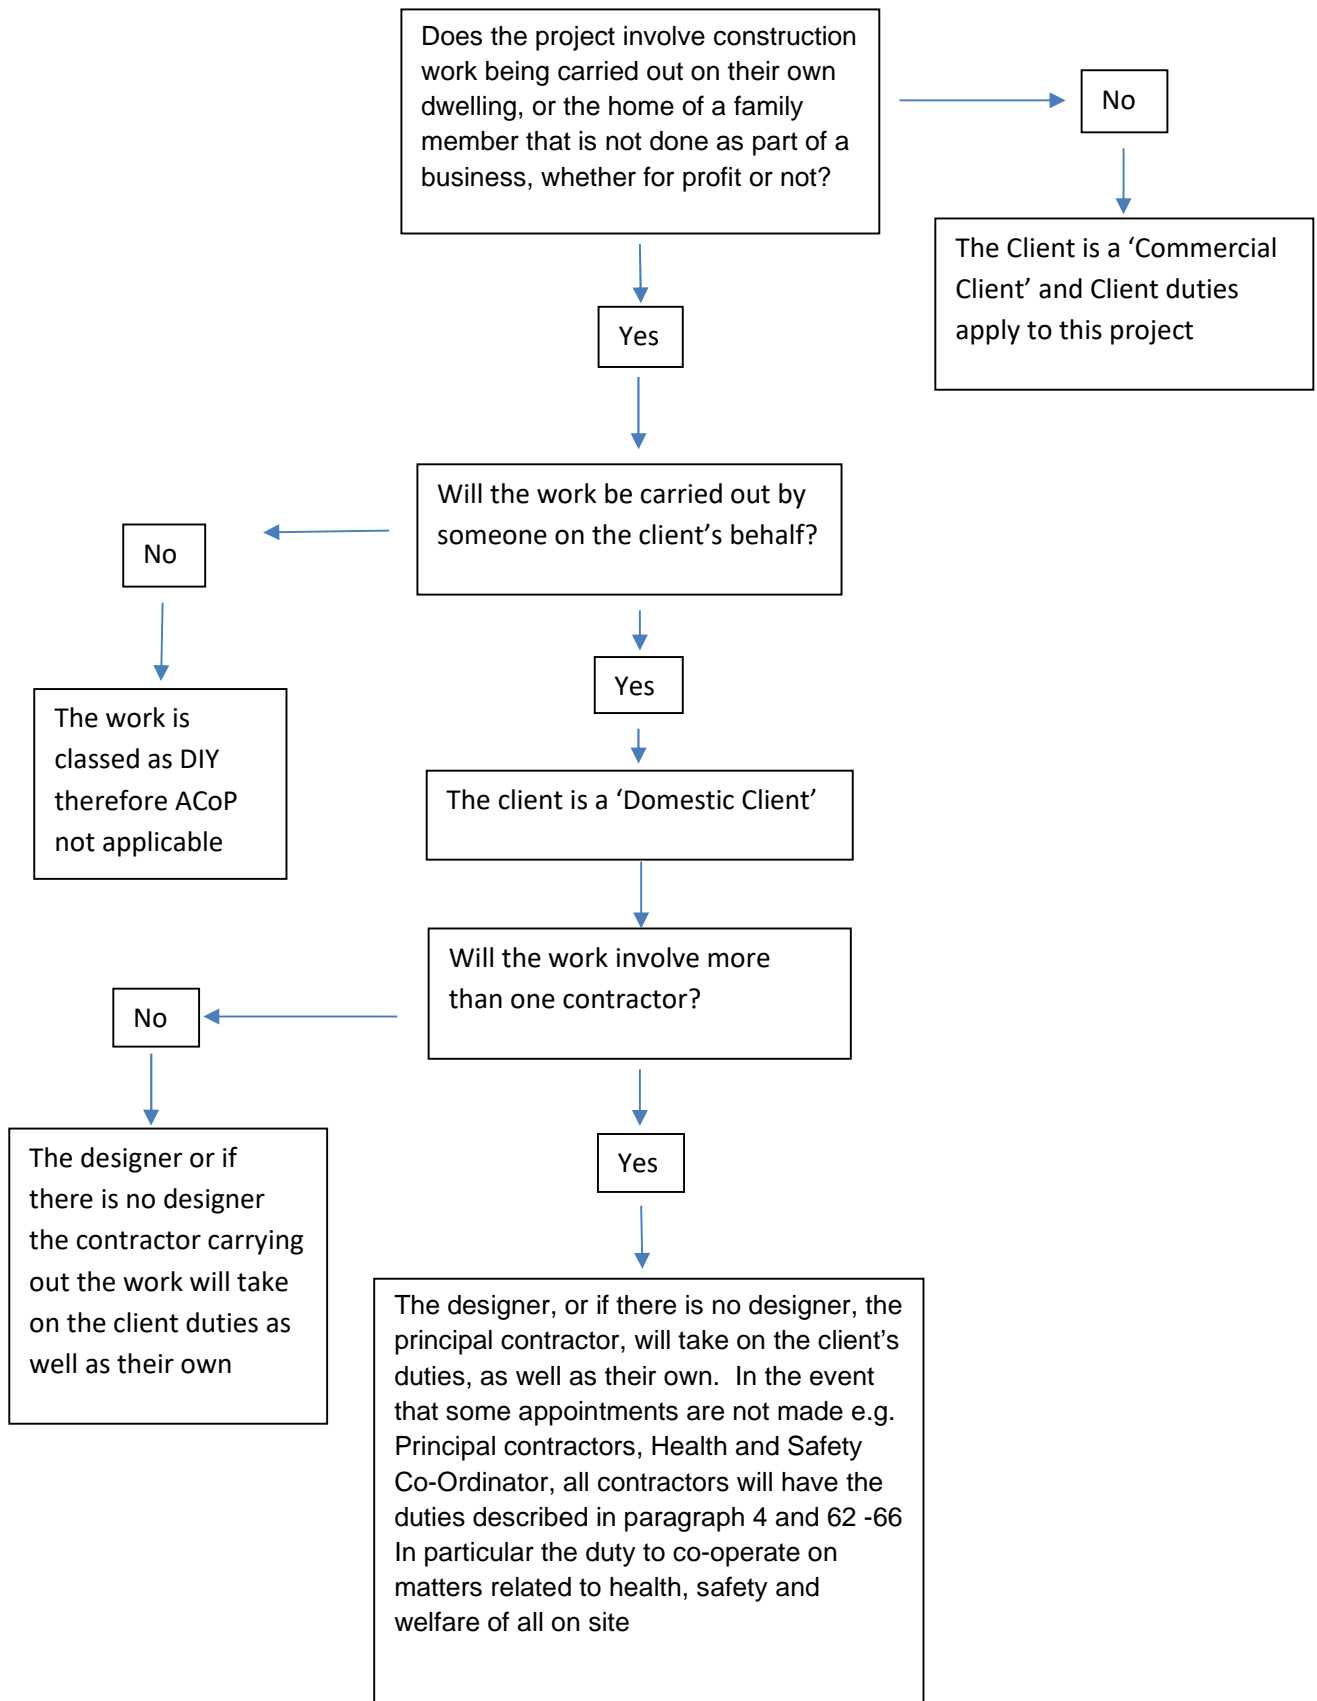 Does the project involve construction
work being carried out on their own
dwelling, or the home of a family
member that is not done as part of a
business, whether for profit or not?
No
The Client is a ‘Commercial
Client’ and Client duties
apply to this project
Yes
Will the work be carried out by
someone on the client’s behalf?
No
The work is
classed as DIY
therefore ACoP
not applicable
Yes
The client is a ‘Domestic Client’
Will the work involve more
than one contractor?
No
The designer or if
there is no designer
the contractor carrying
out the work will take
on the client duties as
well as their own
Yes
The designer, or if there is no designer, the
principal contractor, will take on the client’s
duties, as well as their own.  In the event
that some appointments are not made e.g.
Principal contractors, Health and Safety
Co-Ordinator, all contractors will have the
duties described in paragraph 4 and 62 -66
In particular the duty to co-operate on
matters related to health, safety and
welfare of all on site